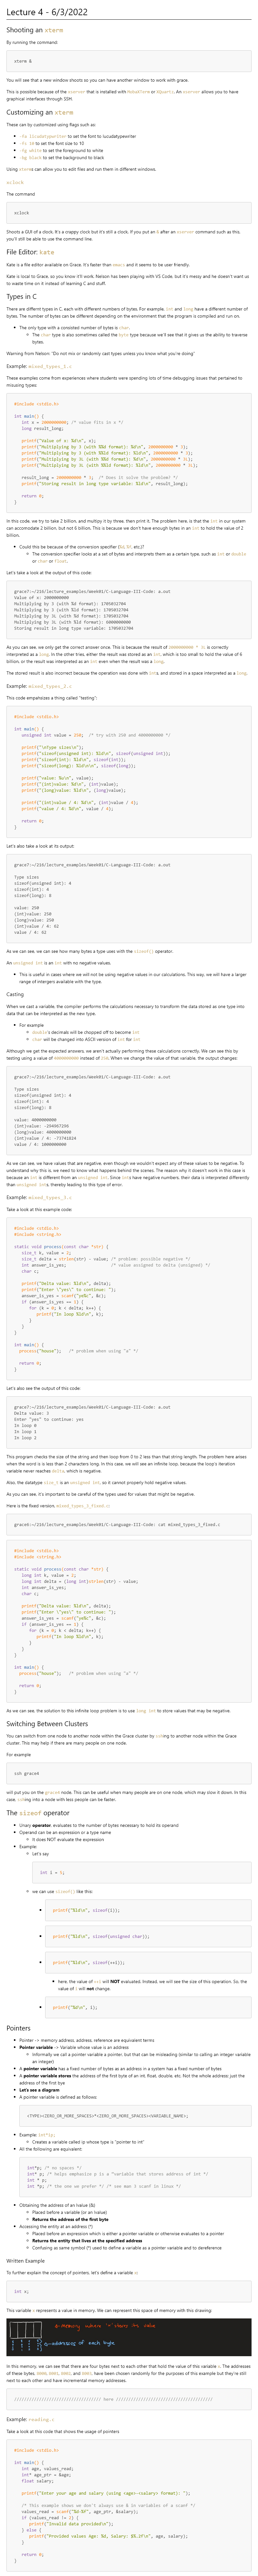 Lecture 4 - 6/3/2022
Shooting an xterm
By running the command:
xterm &
You will see that a new window shoots so you can have another window to work with grace.
This is possible because of the xserver that is installed with MobaXterm or XQuartz. An xserver allows you to have
graphical interfaces through SSH.
Customizing an xterm
These can by customized using flags such as:
-fa lucudatypewriter to set the font to lucudatypewriter
-fs 10 to set the font size to 10
-fg white to set the foreground to white
-bg black to set the background to black
Using xterms can allow you to edit files and run them in different windows.
xclock
The command
xclock
Shoots a GUI of a clock. It's a crappy clock but it's still a clock. If you put an & after an xserver command such as this,
you'll still be able to use the command line.
File Editor: kate
Kate is a file editor available on Grace. It's faster than emacs and it seems to be user friendly.
Kate is local to Grace, so you know it'll work. Nelson has been playing with VS Code, but it's messy and he doesn't want us
to waste time on it instead of learning C and stuff.
Types in C
There are different types in C, each with different numbers of bytes. For example, int and long have a different number of
bytes. The number of bytes can be different depending on the environment that the program is compiled and run on.
The only type with a consistent number of bytes is char.
The char type is also sometimes called the byte type because we'll see that it gives us the ability to traverse
bytes.
Warning from Nelson: "Do not mix or randomly cast types unless you know what you're doing"
Example: mixed_types_1.c
These examples come from experiences where students were spending lots of time debugging issues that pertained to
misusing types:
#include <stdio.h>
int main() {
int x = 2000000000; /* value fits in x */
long result_long;
printf("Value of x: %d\n", x);
printf("Multiplying by 3 (with %%d format): %d\n", 2000000000 * 3);
printf("Multiplying by 3 (with %%ld format): %ld\n", 2000000000 * 3);
printf("Multiplying by 3L (with %%d format): %d\n", 2000000000 * 3L);
printf("Multiplying by 3L (with %%ld format): %ld\n", 2000000000 * 3L);
result_long = 2000000000 * 3; /* Does it solve the problem? */
printf("Storing result in long type variable: %ld\n", result_long);
return 0;
}
In this code, we try to take 2 billion, and multiply it by three, then print it. The problem here, is that the int in our system
can accomodate 2 billion, but not 6 billion. This is because we don't have enough bytes in an int to hold the value of 2
billion.
Could this be because of the conversion specifier (%d, %f, etc.)?
The conversion specifier looks at a set of bytes and interprets them as a certain type, such as int or double
or char or float.
Let's take a look at the output of this code:
grace7:~/216/lecture_examples/Week01/C-Language-III-Code: a.out
Value of x: 2000000000
Multiplying by 3 (with %d format): 1705032704
Multiplying by 3 (with %ld format): 1705032704
Multiplying by 3L (with %d format): 1705032704
Multiplying by 3L (with %ld format): 6000000000
Storing result in long type variable: 1705032704
As you can see, we only get the correct answer once. This is because the result of 2000000000 * 3L is correctly
interpreted as a long. In the other tries, either the result was stored as an int, which is too small to hold the value of 6
billion, or the result was interpreted as an int even when the result was a long.
The stored result is also incorrect because the operation was done with ints, and stored in a space interpreted as a long.
Example: mixed_types_2.c
This code empahsizes a thing called "testing":
#include <stdio.h>
int main() {
unsigned int value = 250; /* try with 250 and 4000000000 */
printf("\nType sizes\n");
printf("sizeof(unsigned int): %ld\n", sizeof(unsigned int));
printf("sizeof(int): %ld\n", sizeof(int));
printf("sizeof(long): %ld\n\n", sizeof(long));
printf("value: %u\n", value);
printf("(int)value: %d\n", (int)value);
printf("(long)value: %ld\n", (long)value);
printf("(int)value / 4: %d\n", (int)value / 4);
printf("value / 4: %d\n", value / 4);
return 0;
}
Let's also take a look at its output:
grace7:~/216/lecture_examples/Week01/C-Language-III-Code: a.out
Type sizes
sizeof(unsigned int): 4
sizeof(int): 4
sizeof(long): 8
value: 250
(int)value: 250
(long)value: 250
(int)value / 4: 62
value / 4: 62
As we can see, we can see how many bytes a type uses with the sizeof() operator.
An unsigned int is an int with no negative values.
This is useful in cases where we will not be using negative values in our calculations. This way, we will have a larger
range of intergers available with the type.
Casting
When we cast a variable, the compiler performs the calculations necessary to transform the data stored as one type into
data that can be interpreted as the new type.
For example
double's decimals will be chopped off to become int
char will be changed into ASCII version of int for int
Although we get the expected answers, we aren't actually performing these calculations correctly. We can see this by
testing using a value of 4000000000 instead of 250. When we change the value of that variable, the output changes:
grace7:~/216/lecture_examples/Week01/C-Language-III-Code: a.out
Type sizes
sizeof(unsigned int): 4
sizeof(int): 4
sizeof(long): 8
value: 4000000000
(int)value: -294967296
(long)value: 4000000000
(int)value / 4: -73741824
value / 4: 1000000000
As we can see, we have values that are negative, even though we wouldn't expect any of these values to be negative. To
understand why this is, we need to know what happens when we cast types. The reason why it doesn't work in this case is
because an int is different from an unsigned int. Since ints have negative numbers, their data is interpreted differently
than unsigned ints, thereby leading to this type of error.
Example: mixed_types_3.c
Take a look at this example code:
#include <stdio.h>
#include <string.h>
static void process(const char *str) {
size_t k, value = 2;
size_t delta = strlen(str) - value; /* problem: possible negative */
int answer_is_yes; /* value assigned to delta (unsigned) */
char c;
printf("Delta value: %ld\n", delta);
printf("Enter \"yes\" to continue: ");
answer_is_yes = scanf("ye%c", &c);
if (answer_is_yes == 1) {
for (k = 0; k < delta; k++) {
printf("In loop %ld\n", k);
}
}
}
int main() {
process("House"); /* problem when using "a" */
return 0;
}
Let's also see the output of this code:
grace7:~/216/lecture_examples/Week01/C-Language-III-Code: a.out
Delta value: 3
Enter "yes" to continue: yes
In loop 0
In loop 1
In loop 2
This program checks the size of the string and then loop from 0 to 2 less than that string length. The problem here arises
when the word is is less than 2 characters long. In this case, we will see an infinite loop, because the loop's iteration
variable never reaches delta, which is negative.
Also, the datatype size_t is an unsigned int, so it cannot properly hold negative values.
As you can see, it's important to be careful of the types used for values that might be negative.
Here is the fixed version: mixed_types_3_fixed.c:
grace6:~/216/lecture_examples/Week01/C-Language-III-Code: cat mixed_types_3_fixed.c
#include <stdio.h>
#include <string.h>
static void process(const char *str) {
long int k, value = 2;
long int delta = (long int)strlen(str) - value;
int answer_is_yes;
char c;
printf("Delta value: %ld\n", delta);
printf("Enter \"yes\" to continue: ");
answer_is_yes = scanf("ye%c", &c);
if (answer_is_yes == 1) {
for (k = 0; k < delta; k++) {
printf("In loop %ld\n", k);
}
}
}
int main() {
process("House"); /* problem when using "a" */
return 0;
}
As we can see, the solution to this infinite loop problem is to use long int to store values that may be negative.
Switching Between Clusters
You can switch from one node to another node within the Grace cluster by sshing to another node within the Grace
cluster. This may help if there are many people on one node.
For example
ssh grace4
will put you on the grace4 node. This can be useful when many people are on one node, which may slow it down. In this
case, sshing into a node with less people can be faster.
The sizeof operator
Unary operator, evaluates to the number of bytes necessary to hold its operand
Operand can be an expression or a type name
It does NOT evaluate the expression
Example:
Let's say
int i = 5;
we can use sizeof() like this:
printf("%ld\n", sizeof(i));
printf("%ld\n", sizeof(unsigned char));
printf("%ld\n", sizeof(++i));
here, the value of ++i will NOT evaluated. Instead, we will see the size of this operation. So, the
value of i will not change.
printf("%d\n", i);
Pointers
Pointer -> memory address; address, reference are equivalent terms
Pointer variable -> Variable whose value is an address
Informally we call a pointer variable a pointer, but that can be misleading (similar to calling an integer variable
an integer)
A pointer variable has a fixed number of bytes as an address in a system has a fixed number of bytes
A pointer variable stores the address of the first byte of an int, float, double, etc. Not the whole address; just the
address of the first bye
Let's see a diagram
A pointer variable is defined as follows:
<TYPE><ZERO_OR_MORE_SPACES>*<ZERO_OR_MORE_SPACES><VARIABLE_NAME>;
Example: int*ip;
Creates a variable called ip whose type is "pointer to int"
All the following are equivalent:
int*p; /* no spaces */
int* p; /* helps emphasize p is a "variable that stores address of int */
int * p;
int *p; /* the one we prefer */ /* see man 3 scanf in linux */
Obtaining the address of an lvalue (&)
Placed before a variable (or an lvalue)
Returns the address of the first byte
Accessing the entity at an address (*)
Placed before an expression which is either a pointer variable or otherwise evaluates to a pointer
Returns the entity that lives at the specified address
Confusing as same symbol (*) used to define a variable as a pointer variable and to dereference
Written Example
To further explain the concept of pointers, let's define a variable x:
int x;
This variable x represents a value in memory. We can represent this space of memory with this drawing:
In this memory, we can see that there are four bytes next to each other that hold the value of this varaible x. The addresses
of these bytes, 0000, 0001, 0002, and 0003, have been chosen randomly for the purposes of this example but they're still
next to each other and have incremental memory addresses.
Example: reading.c
Take a look at this code that shows the usage of pointers
#include <stdio.h>
int main() {
int age, values_read;
int* age_ptr = &age;
float salary;
printf("Enter your age and salary (using <age>-<salary> format): ");
/* This example shows we don't always use & in variables of a scanf */
values_read = scanf("%d-%f", age_ptr, &salary);
if (values_read != 2) {
printf("Invalid data provided\n");
} else {
printf("Provided values Age: %d, Salary: $%.2f\n", age, salary);
}
return 0;
}